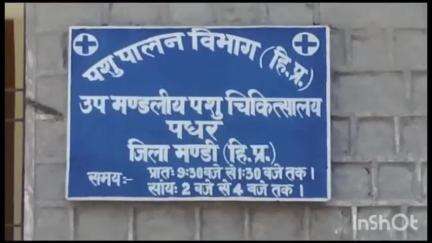 पशु पालन विभाग (हि.प्र.)
उप मण्डलीय पशु चिकित्सालय
पधर
जिला मण्डी (हि.प्र.)
समयः- प्रातः 9:30 बजे से 1:30 बजे तक।
सायः 2 बजे से 4 बजे तक।
InShOt